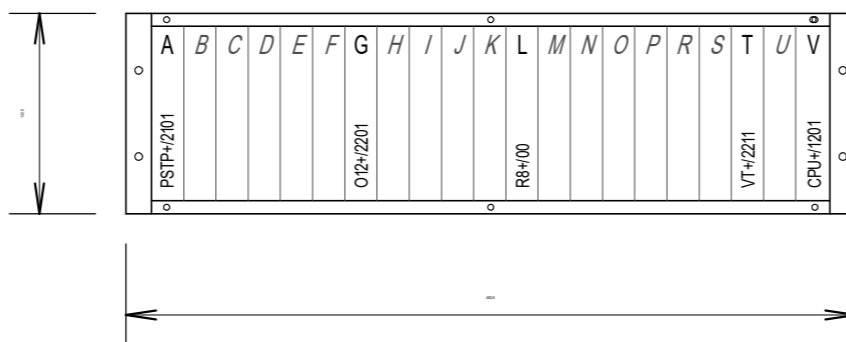 A B C D E F G H I J K L M N O P R S T U V
PSTP+/2101
O12+/2201
R8+/00
VT+/2211
CPU+/1201